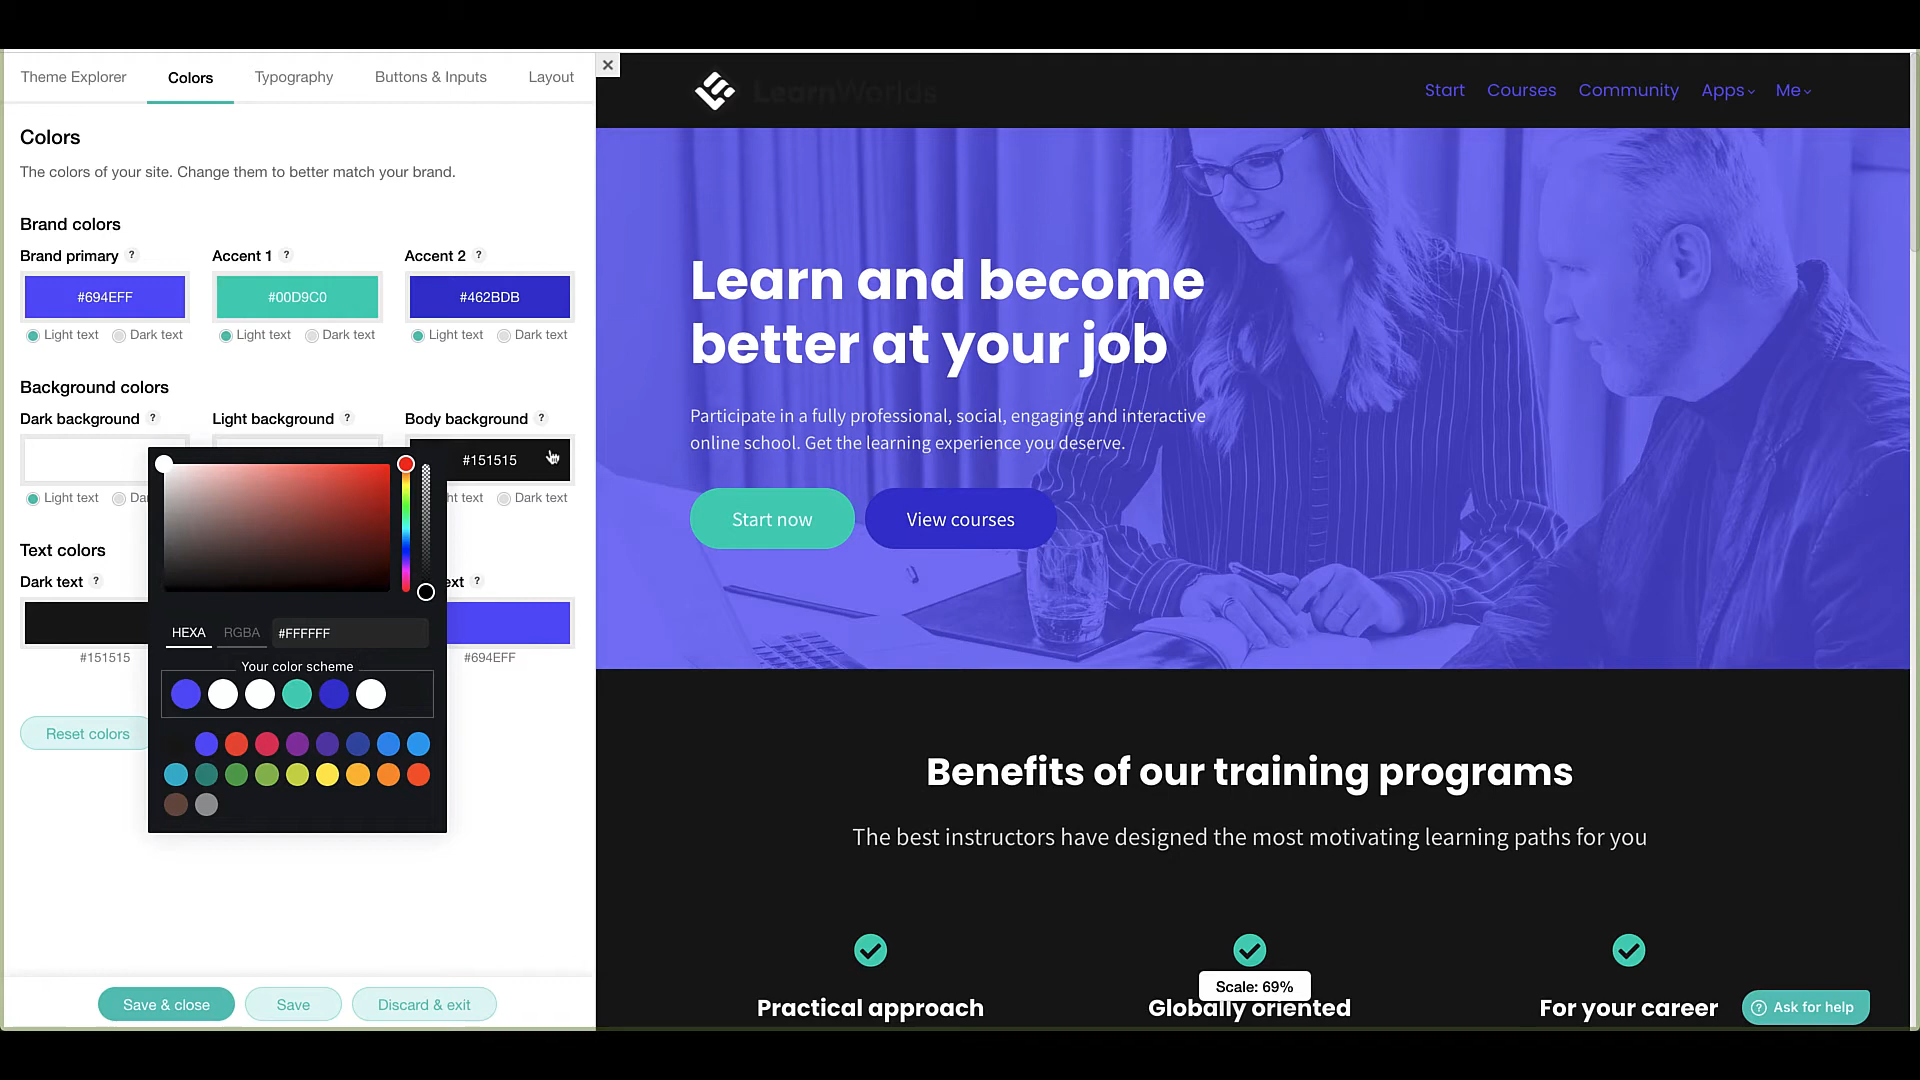 Theme Explorer Colors Typography Buttons & Inputs Layout
Colors
The colors of your site. Change them to better match your brand.
Brand colors
Brand primary ? Accent 1 ? Accent 2 ?
#694EFF #00D9C0 #462BDB
Light text Dark text Light text Dark text Light text Dark text
Background colors
Dark background ? Light background ? Body background ?
#151515
Light text Da ht text Dark text
Text colors
Dark text ? ext ?
#151515 #694EFF
HEXA RGBA #FFFFFF
Your color scheme
Reset colors
Save & close Save Discard & exit
LearnWorlds
Start Courses Community Apps Me
Learn and become
better at your job
Participate in a fully professional, social, engaging and interactive
online school. Get the learning experience you deserve.
Start now View courses
Benefits of our training programs
The best instructors have designed the most motivating learning paths for you
Scale: 69%
Practical approach Globally oriented For your career
? Ask for help